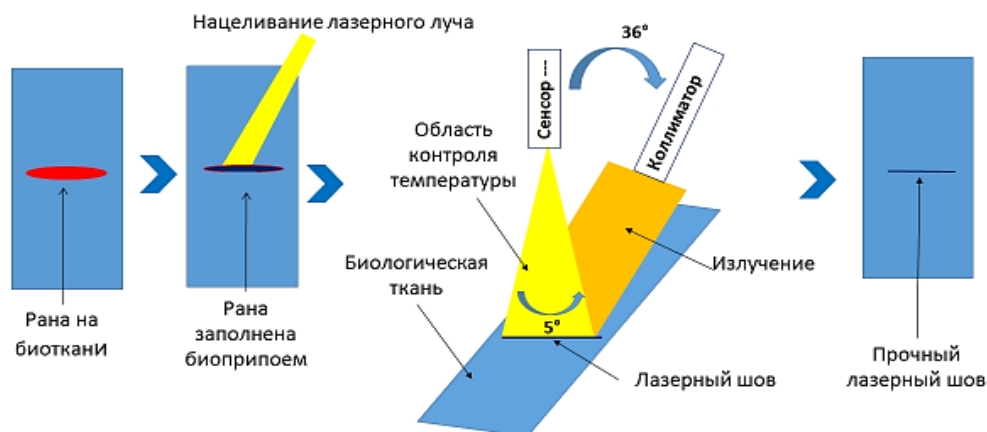 Нацеливание лазерного луча
36°
Сенсор ---
Коллиматор
Область
контроля
температуры
Биологическая
ткань
Излучение
5°
Рана на
биоткани
Рана
заполнена
биоприпоем
Лазерный шов
Прочный
лазерный шов